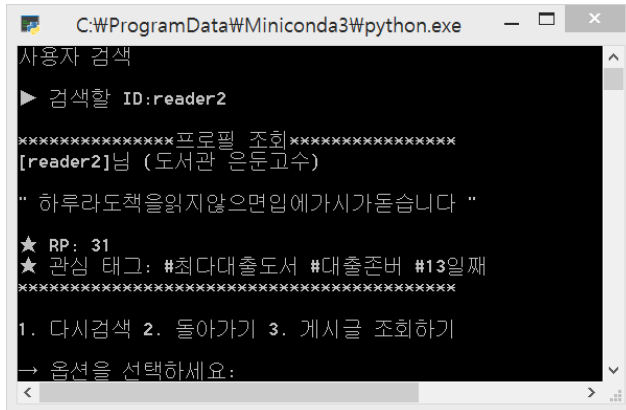 C:₩ProgramData₩Miniconda3₩python.exe
사용자 검색
▶ 검색할 ID:reader2
***************프로필 조회****************
[reader2]님 (도서관 은둔고수)
" 하루라도책을읽지않으면입에가시가돋습니다 "
★ RP: 31
★ 관심 태그: #최다대출도서 #대출존버 #13일째
******************************************
1. 다시검색 2. 돌아가기 3. 게시글 조회하기
→ 옵션을 선택하세요: